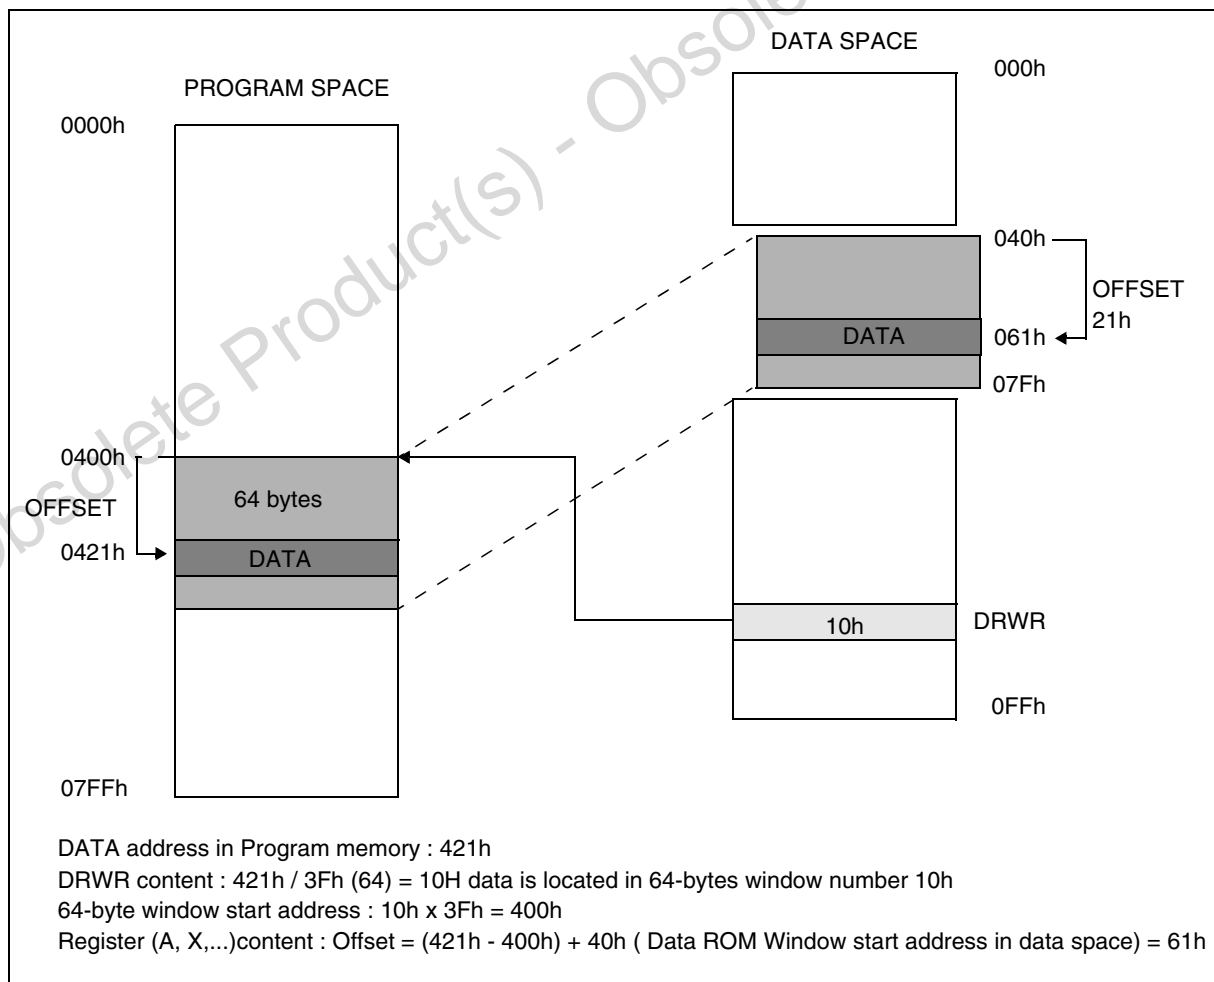 Obsolete Product(s) - Obsole
DATA SPACE
000h
PROGRAM SPACE
0000h
040h
OFFSET
21h
DATA
061h
07Fh
0400h
64 bytes
OFFSET
0421h
DATA
10h
DRWR
0FFh
07FFh
DATA address in Program memory : 421h
DRWR content : 421h / 3Fh (64) = 10H data is located in 64-bytes window number 10h
64-byte window start address : 10h x 3Fh = 400h
Register (A, X,...)content : Offset = (421h - 400h) + 40h ( Data ROM Window start address in data space) = 61h